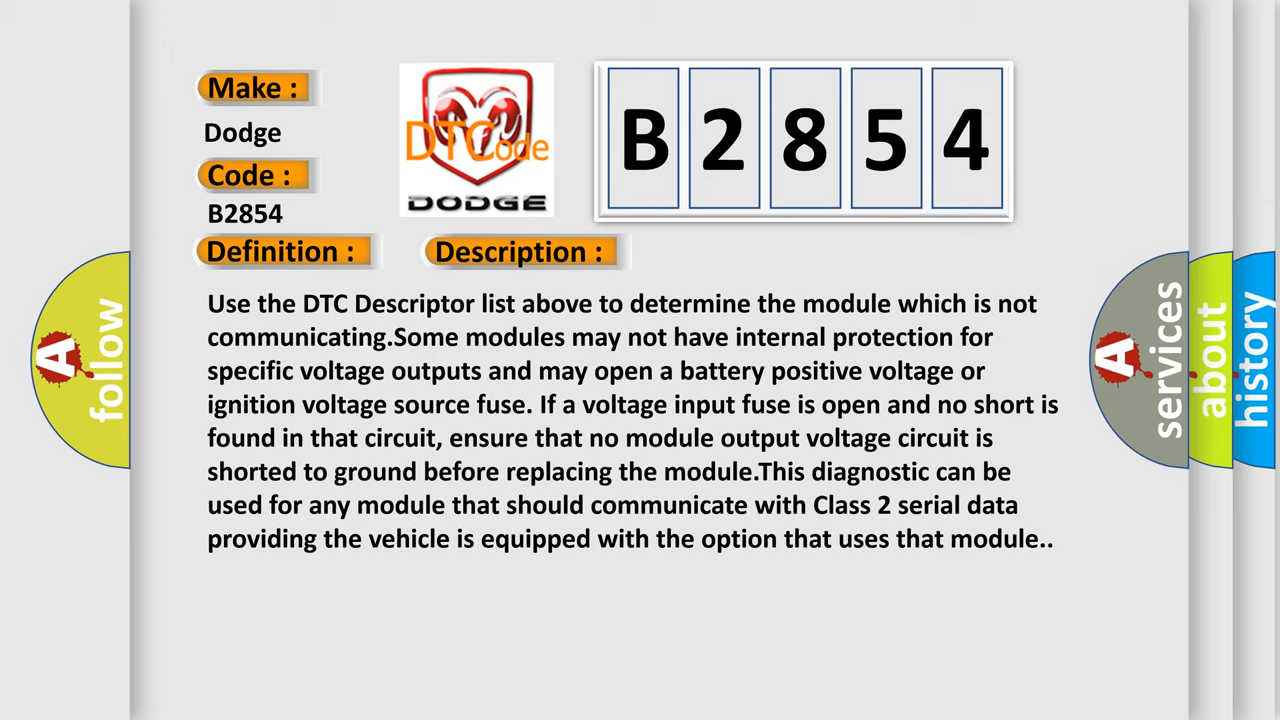 Make :
Dodge
Code :
B2854
Definition :
Description :
DTCode
DODGE
B 2 8 5 4
Use the DTC Descriptor list above to determine the module which is not
communicatingSome modules may not have internal protection for
specific voltage outputs and may open a battery positive voltage or
ignition voltage source fuse. If a voltage input fuse is open and no short is
found in that circuit, ensure that no module output voltage circuit is
shorted to ground before replacing the moduleThis diagnostic can be
used for any module that should communicate with Class 2 serial data
providing the vehicle is equipped with the option that uses that module..
A
follow
A
services
about
history